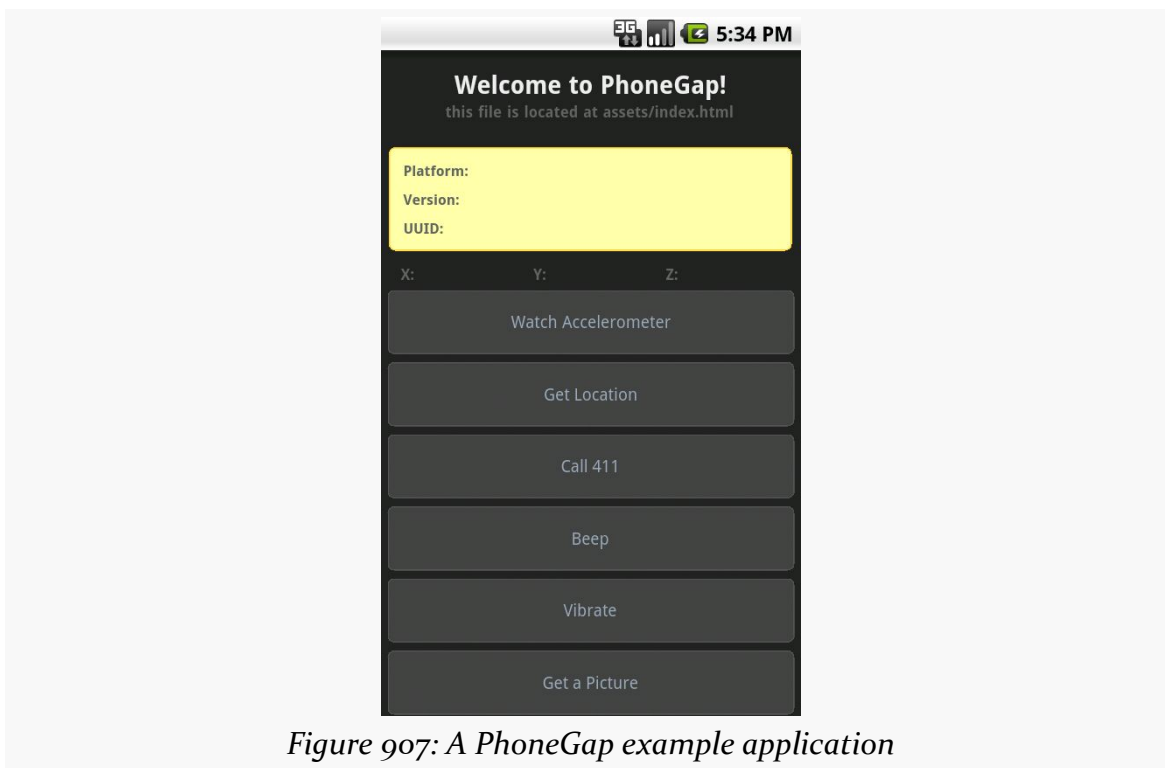 3G 5:34 PM
Welcome to PhoneGap!
this file is located at assets/index.html
Platform:
Version:
UUID:
X: Y: Z:
Watch Accelerometer
Get Location
Call 411
Beep
Vibrate
Get a Picture
Figure 907: A PhoneGap example application